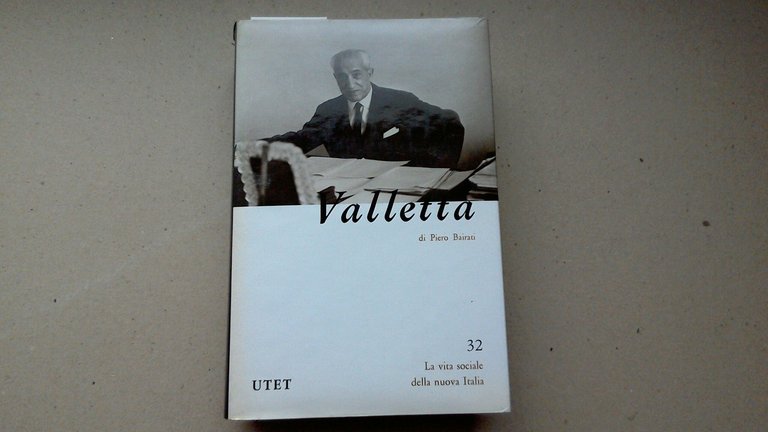 Valletta
di Piero Bairati
32
La vita sociale
della nuova Italia
UTET